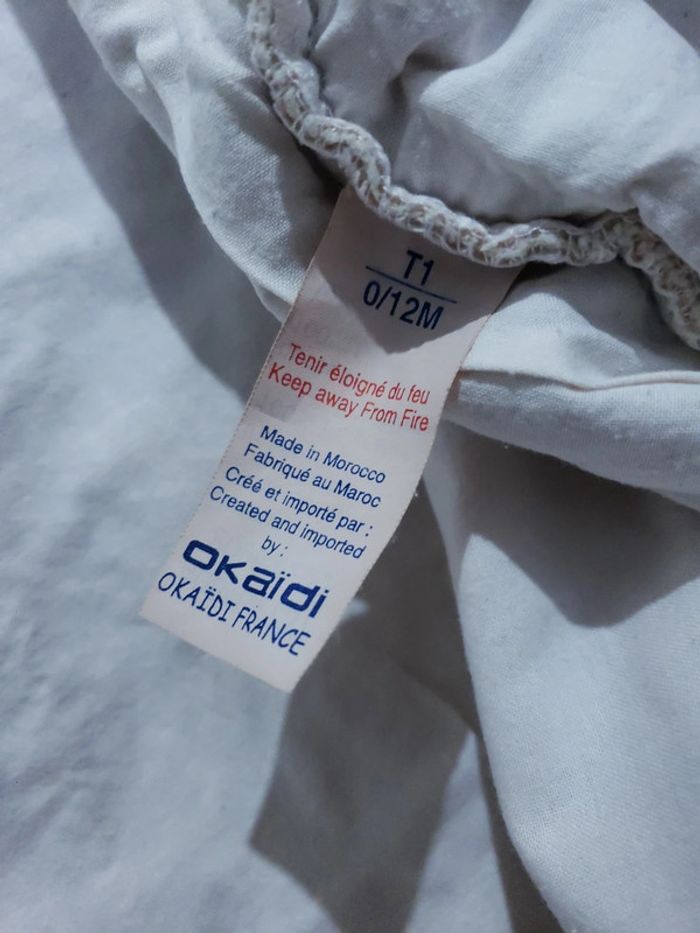 T1
0/12M
Tenir éloigné du feu
Keep away From Fire
Made in Morocco
Fabriqué au Maroc
Créé et importé par :
Created and imported
by :
okaïdi
OKAÏDI FRANCE